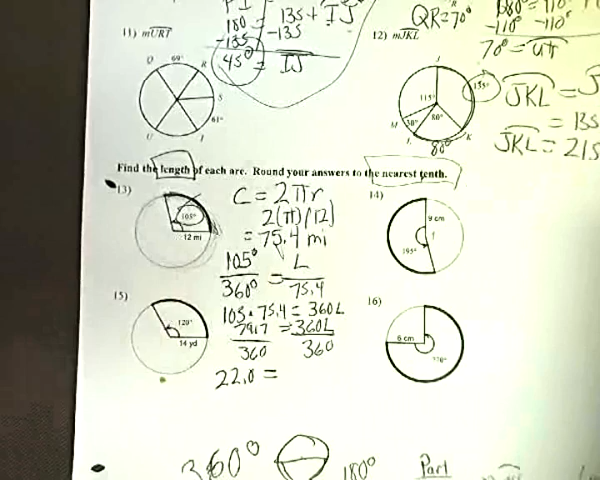 180 = 135 + IJ
-135 -135
45° = IJ
QR=70°
180°=110°
-110° -110°
70° =
11) mURT
Q 69° R
S
61°
U T
12) mJKL
J
115°
M 30° 80°
L K
80°
135°
JKL =
= 135
JKL = 215
Find the length of each arc. Round your answers to the nearest tenth.
13)
105°
12 mi
C = 2πr
2(π)(12)
= 75.4 mi
105° = L
360° 75.4
105 • 75.4 = 360L
7917 = 360L
360 360
22.0 =
14)
9 cm
195°
15)
120°
14 yd
16)
6 cm
270°
360°
180°
Part